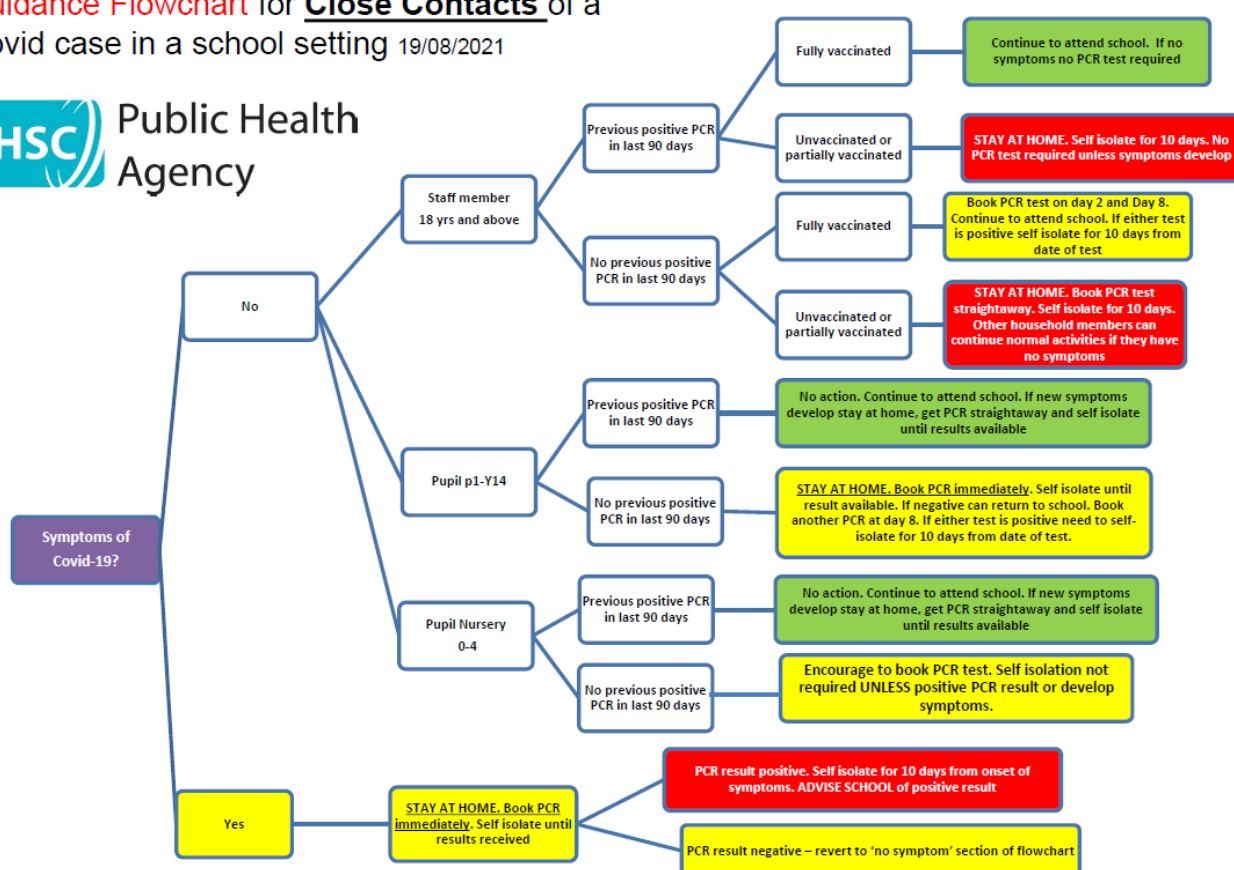 uidance Flowchart for Close Contacts of a
ovid case in a school setting 19/08/2021
HSC
Public Health
Agency
Symptoms of
Covid-19?
No
Staff member
18 yrs and above
Previous positive PCR
in last 90 days
Fully vaccinated
Continue to attend school. If no
symptoms no PCR test required
Unvaccinated or
partially vaccinated
STAY AT HOME. Self isolate for 10 days. No
PCR test required unless symptoms develop
No previous positive
PCR in last 90 days
Fully vaccinated
Book PCR test on day 2 and Day 8.
Continue to attend school. If either test
is positive self isolate for 10 days from
date of test
Unvaccinated or
partially vaccinated
STAY AT HOME. Book PCR test
straightaway. Self isolate for 10 days.
Other household members can
continue normal activities if they have
no symptoms
Pupil p1-Y14
Previous positive PCR
in last 90 days
No action. Continue to attend school. If new symptoms
develop stay at home, get PCR straightaway and self isolate
until results available
No previous positive
PCR in last 90 days
STAY AT HOME. Book PCR immediately. Self isolate until
result available. If negative can return to school. Book
another PCR at day 8. If either test is positive need to self-
isolate for 10 days from date of test.
Pupil Nursery
0-4
Previous positive PCR
in last 90 days
No action. Continue to attend school. If new symptoms
develop stay at home, get PCR straightaway and self isolate
until results available
No previous positive
PCR in last 90 days
Encourage to book PCR test. Self isolation not
required UNLESS positive PCR result or develop
symptoms.
Yes
STAY AT HOME. Book PCR
immediately. Self isolate until
results received
PCR result positive. Self isolate for 10 days from onset of
symptoms. ADVISE SCHOOL of positive result
PCR result negative – revert to ‘no symptom’ section of flowchart